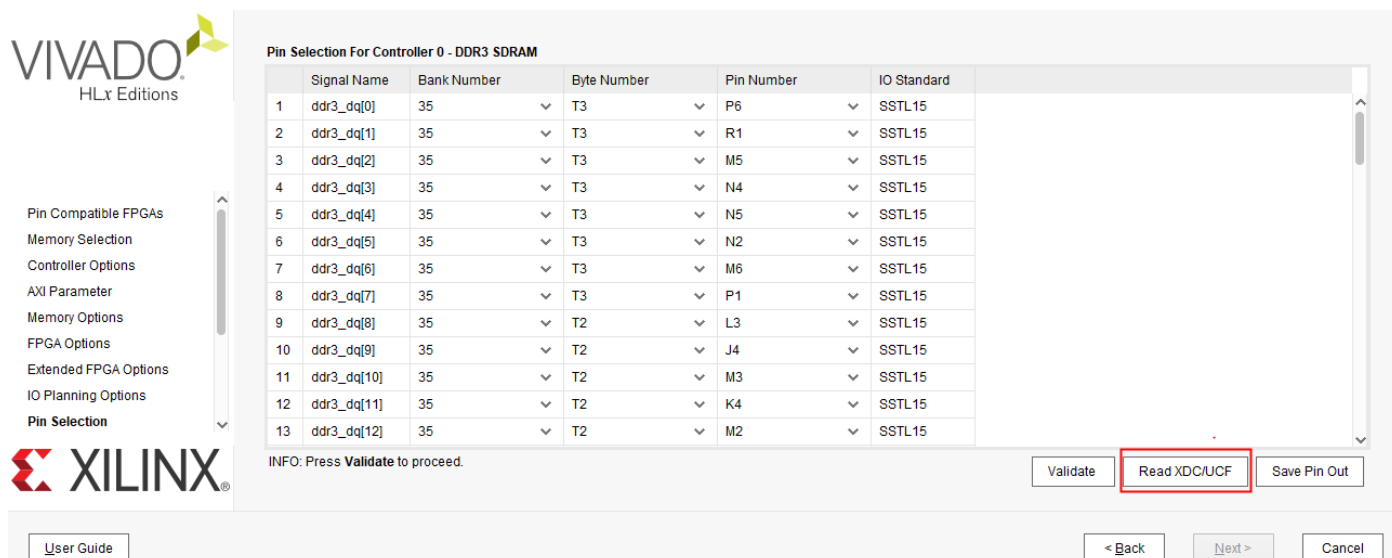 VIVADO.
HLx Editions
Pin Compatible FPGAs
Memory Selection
Controller Options
AXI Parameter
Memory Options
FPGA Options
Extended FPGA Options
IO Planning Options
Pin Selection
XILINX®
Pin Selection For Controller 0 - DDR3 SDRAM
Signal Name Bank Number Byte Number Pin Number IO Standard
1 ddr3_dq[0] 35 T3 P6 SSTL15
2 ddr3_dq[1] 35 T3 R1 SSTL15
3 ddr3_dq[2] 35 T3 M5 SSTL15
4 ddr3_dq[3] 35 T3 N4 SSTL15
5 ddr3_dq[4] 35 T3 N5 SSTL15
6 ddr3_dq[5] 35 T3 N2 SSTL15
7 ddr3_dq[6] 35 T3 M6 SSTL15
8 ddr3_dq[7] 35 T3 P1 SSTL15
9 ddr3_dq[8] 35 T2 L3 SSTL15
10 ddr3_dq[9] 35 T2 J4 SSTL15
11 ddr3_dq[10] 35 T2 M3 SSTL15
12 ddr3_dq[11] 35 T2 K4 SSTL15
13 ddr3_dq[12] 35 T2 M2 SSTL15
INFO: Press Validate to proceed.
Validate Read XDC/UCF Save Pin Out
User Guide < Back Next > Cancel